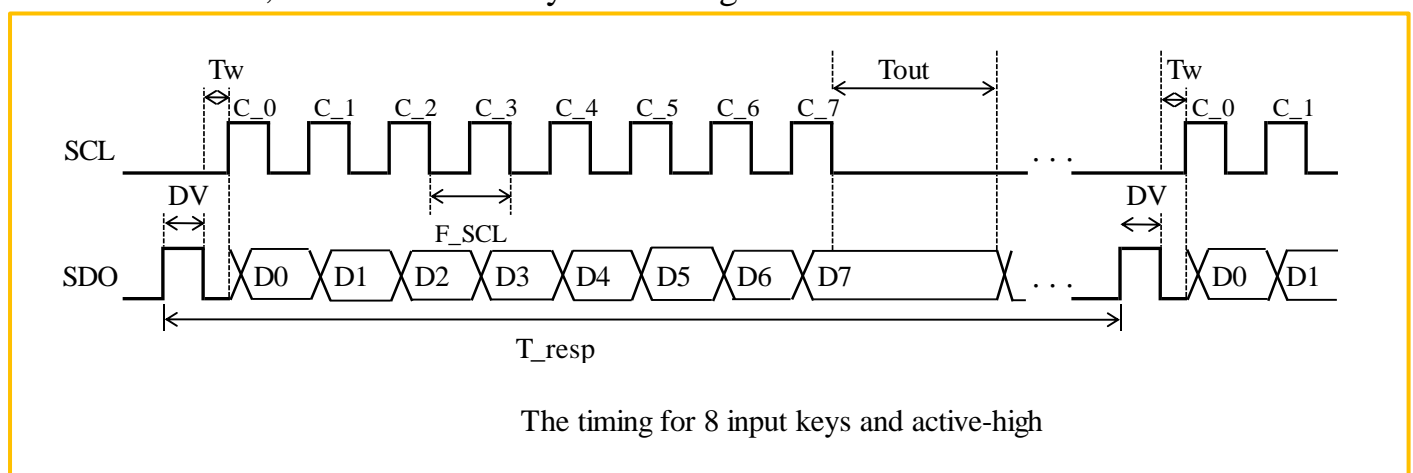 Tw Tout Tw
C_0 C_1 C_2 C_3 C_4 C_5 C_6 C_7 C_0 C_1
SCL . . .
DV DV
F_SCL
SDO D0 D1 D2 D3 D4 D5 D6 D7 . . . D0 D1
T_resp
The timing for 8 input keys and active-high